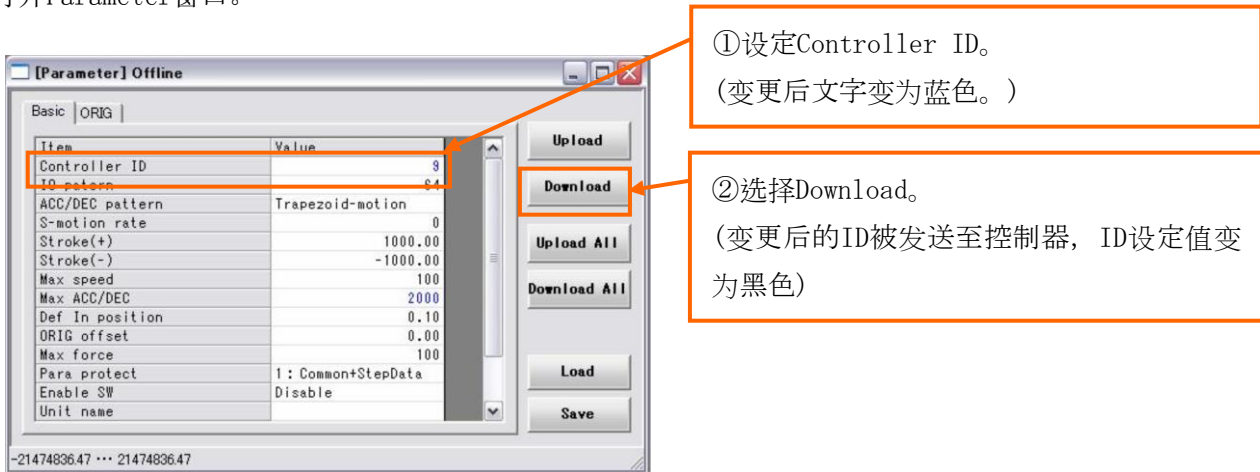 打开Parameter窗口。
①设定Controller ID。
(变更后文字变为蓝色。)
[Parameter] Offline
Basic ORIG
Item Value
Controller ID 9
IO patern 64
ACC/DEC pattern Trapezoid-motion
S-motion rate 0
Stroke(+) 1000.00
Stroke(-) -1000.00
Max speed 100
Max ACC/DEC 2000
Def In position 0.10
ORIG offset 0.00
Max force 100
Para protect 1：Common+StepData
Enable SW Disable
Unit name
-21474836.47 ··· 21474836.47
Upload
Download
Upload All
Download All
Load
Save
②选择Download。
(变更后的ID被发送至控制器, ID设定值变
为黑色)